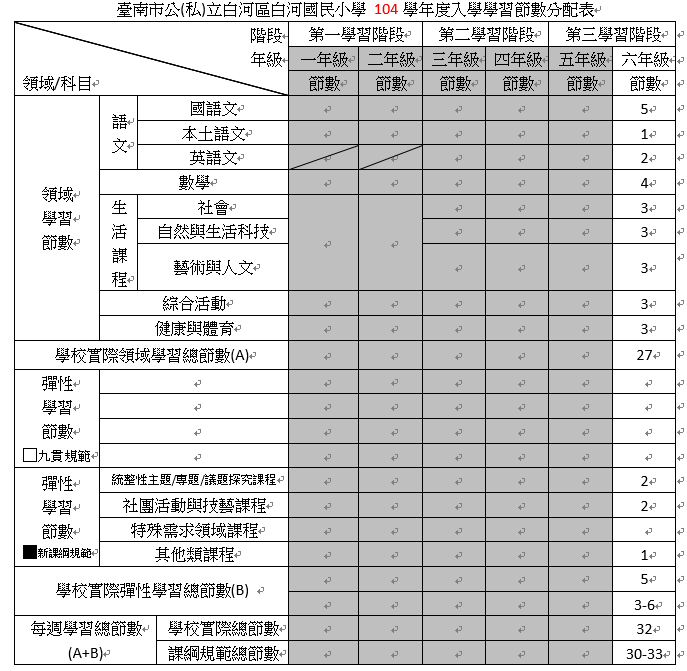 臺南市公(私)立白河區白河國民小學 104 學年度入學學習節數分配表
階段 第一學習階段 第二學習階段 第三學習階段
年級 一年級 二年級 三年級 四年級 五年級 六年級
領域/科目 節數 節數 節數 節數 節數 節數
領域
學習
節數
語
文
國語文 5
本土語文 1
英語文 2
數學 4
生
活
課
程
社會 3
自然與生活科技 3
藝術與人文 3
綜合活動 3
健康與體育 3
學校實際領域學習總節數(A) 27
彈性
學習
節數
□九貫規範
彈性
學習
節數
■新課綱規範
統整性主題/專題/議題探究課程 2
社團活動與技藝課程 2
特殊需求領域課程
其他類課程 1
學校實際彈性學習總節數(B) 5
3-6
每週學習總節數
(A+B)
學校實際總節數 32
課綱規範總節數 30-33